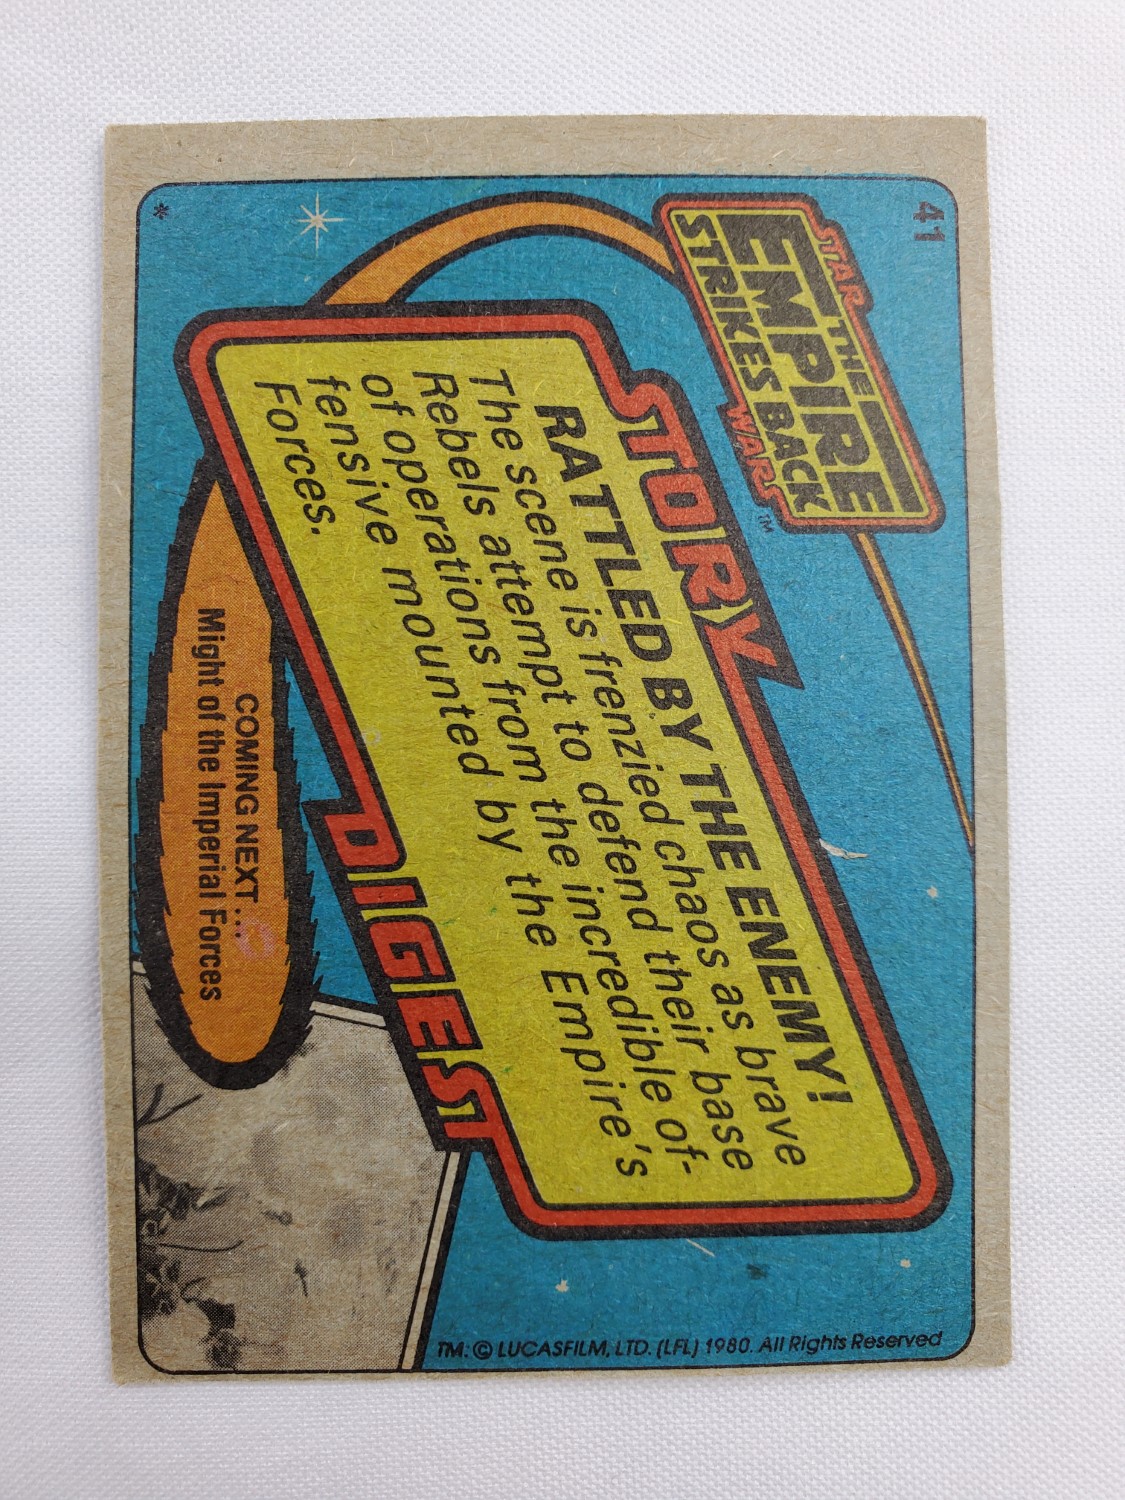 41
STAR
THE
EMPIRE
STRIKES BACK
WARS™
STORY
RATTLED BY THE ENEMY!
The scene is frenzied chaos as brave
Rebels attempt to defend their base
of operations from the incredible of-
fensive mounted by the Empire's
Forces.
DIGEST
COMING NEXT...
Might of the Imperial Forces
*
TM: © LUCASFILM, LTD. (LFL) 1980. All Rights Reserved